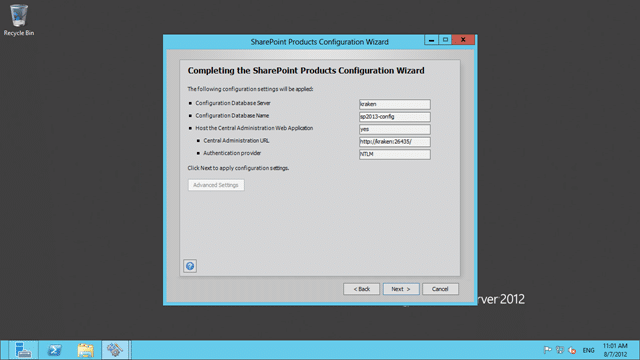 Recycle Bin
SharePoint Products Configuration Wizard
Completing the SharePoint Products Configuration Wizard
The following configuration settings will be applied:
Configuration Database Server kraken
Configuration Database Name sp2013-config
Host the Central Administration Web Application yes
Central Administration URL http://kraken:26435/
Authentication provider NTLM
Click Next to apply configuration settings.
Advanced Settings
< Back Next > Cancel
rver 2012
ENG 11:01 AM
8/7/2012